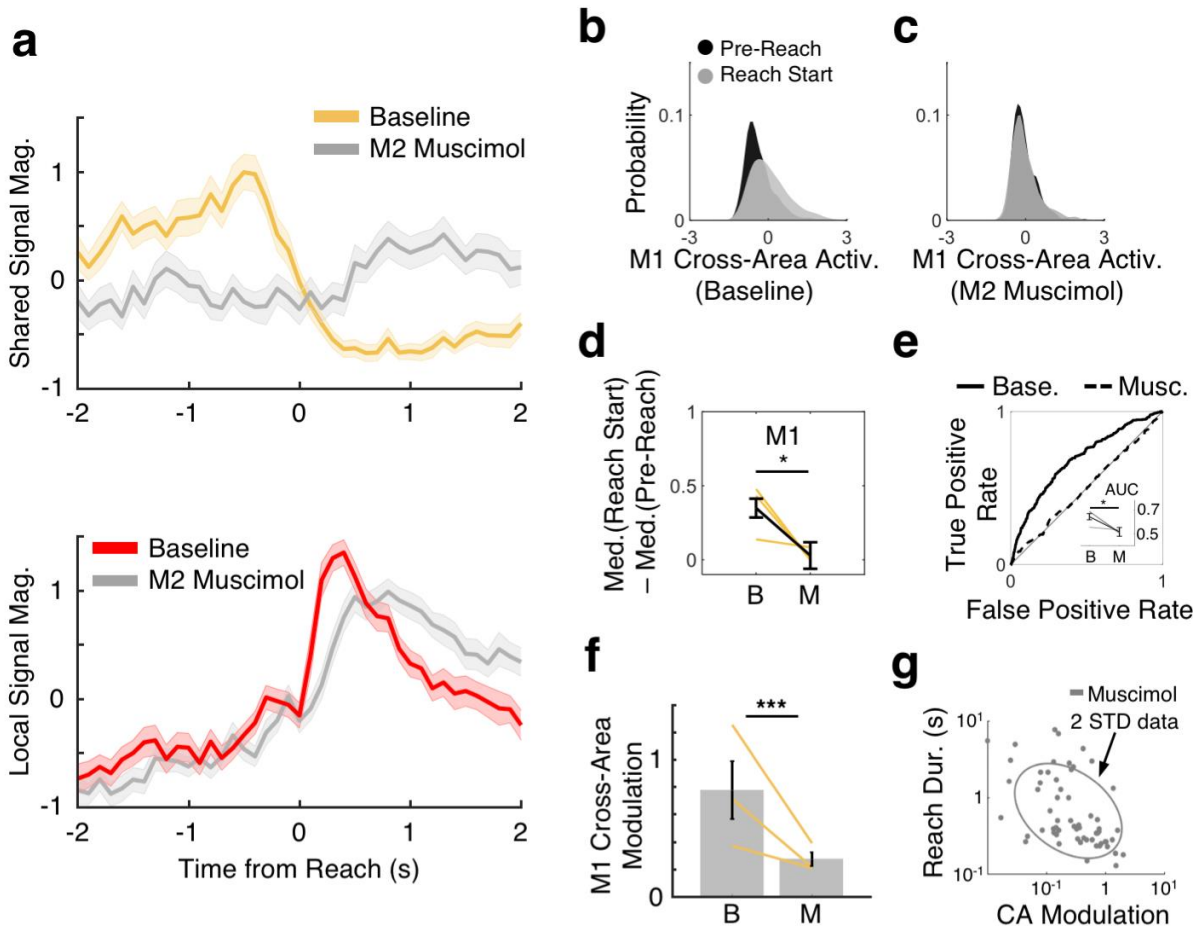 a
Shared Signal Mag.
Baseline
M2 Muscimol
1
0
-1
-2 -1 0 1 2
Local Signal Mag.
Baseline
M2 Muscimol
1
0
-1
-2 -1 0 1 2
Time from Reach (s)
b
Pre-Reach
Reach Start
Probability
0.1
0
-3 0 3
M1 Cross-Area Activ.
(Baseline)
c
0.1
0
-3 0 3
M1 Cross-Area Activ.
(M2 Muscimol)
d
Med.(Reach Start)
– Med.(Pre-Reach)
1
0.5
0
M1
*
B M
e
Base. Musc.
True Positive
Rate
1
0
AUC
*
0.7
0.5
B M
0 1
False Positive Rate
f
M1 Cross-Area
Modulation
1
0
***
B M
g
Muscimol
2 STD data
Reach Dur. (s)
10¹
1
10⁻¹
10⁻¹ 1 10¹
CA Modulation